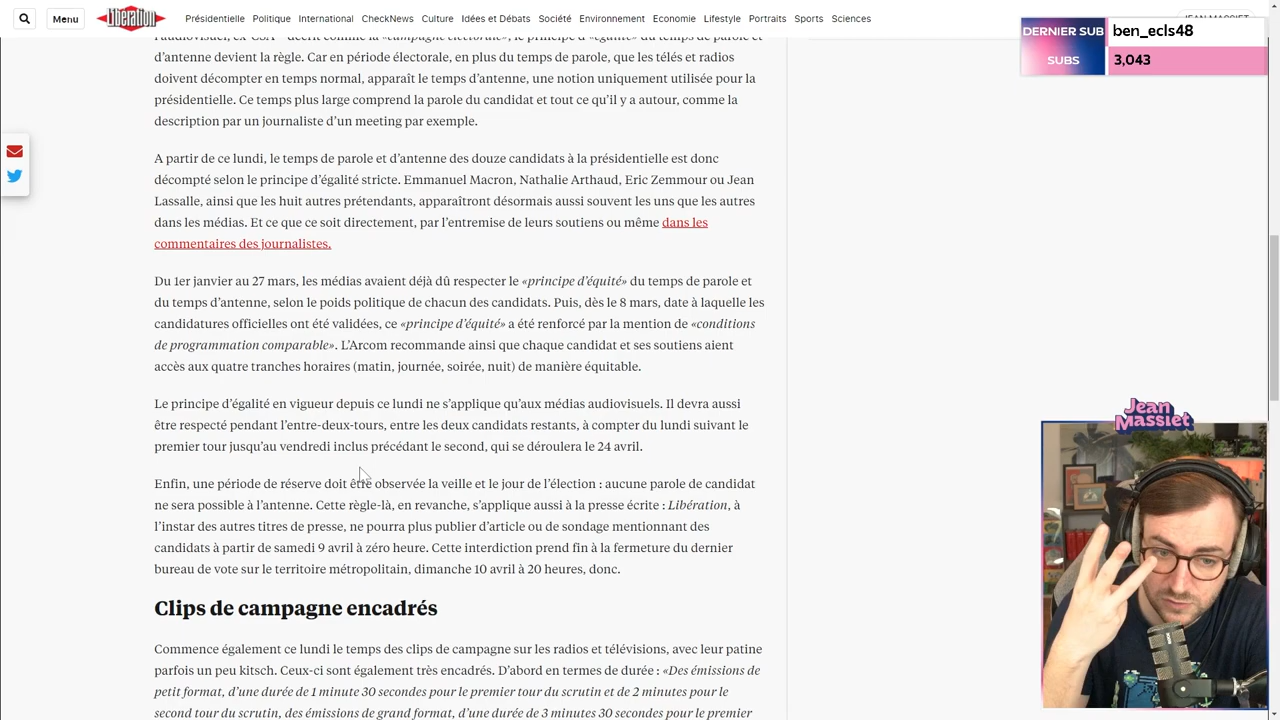 Menu
Libération
Présidentielle Politique International CheckNews Culture Idées et Débats Société Environnement Economie Lifestyle Portraits Sports Sciences
JEAN MASSIET
DERNIER SUB ben_ecls48
SUBS 3,043
l'audiovisuel, ex-CSA
le principe d'«égalité» du temps de parole et
d'antenne devient la règle. Car en période électorale, en plus du temps de parole, que les télés et radios
doivent décompter en temps normal, apparaît le temps d'antenne, une notion uniquement utilisée pour la
présidentielle. Ce temps plus large comprend la parole du candidat et tout ce qu'il y a autour, comme la
description par un journaliste d'un meeting par exemple.
A partir de ce lundi, le temps de parole et d'antenne des douze candidats à la présidentielle est donc
décompté selon le principe d'égalité stricte. Emmanuel Macron, Nathalie Arthaud, Eric Zemmour ou Jean
Lassalle, ainsi que les huit autres prétendants, apparaîtront désormais aussi souvent les uns que les autres
dans les médias. Et ce que ce soit directement, par l'entremise de leurs soutiens ou même dans les
commentaires des journalistes.
Du 1er janvier au 27 mars, les médias avaient déjà dû respecter le «principe d'équité» du temps de parole et
du temps d'antenne, selon le poids politique de chacun des candidats. Puis, dès le 8 mars, date à laquelle les
candidatures officielles ont été validées, ce «principe d'équité» a été renforcé par la mention de «conditions
de programmation comparable». L'Arcom recommande ainsi que chaque candidat et ses soutiens aient
accès aux quatre tranches horaires (matin, journée, soirée, nuit) de manière équitable.
Le principe d'égalité en vigueur depuis ce lundi ne s'applique qu'aux médias audiovisuels. Il devra aussi
être respecté pendant l'entre-deux-tours, entre les deux candidats restants, à compter du lundi suivant le
premier tour jusqu'au vendredi inclus précédant le second, qui se déroulera le 24 avril.
Enfin, une période de réserve doit être observée la veille et le jour de l'élection : aucune parole de candidat
ne sera possible à l'antenne. Cette règle-là, en revanche, s'applique aussi à la presse écrite : Libération, à
l'instar des autres titres de presse, ne pourra plus publier d'article ou de sondage mentionnant des
candidats à partir de samedi 9 avril à zéro heure. Cette interdiction prend fin à la fermeture du dernier
bureau de vote sur le territoire métropolitain, dimanche 10 avril à 20 heures, donc.
Clips de campagne encadrés
Commence également ce lundi le temps des clips de campagne sur les radios et télévisions, avec leur patine
parfois un peu kitsch. Ceux-ci sont également très encadrés. D'abord en termes de durée : «Des émissions de
petit format, d'une durée de 1 minute 30 secondes pour le premier tour du scrutin et de 2 minutes pour le
second tour du scrutin, des émissions de grand format, d'une durée de 3 minutes 30 secondes pour le premier
Jean
Massiet